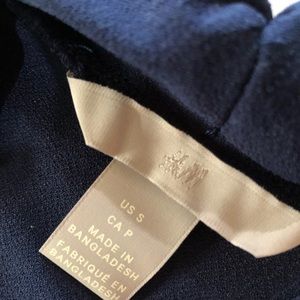 H&M
US S
CA P
MADE IN
BANGLADESH
FABRIQUÉ EN
BANGLADESH